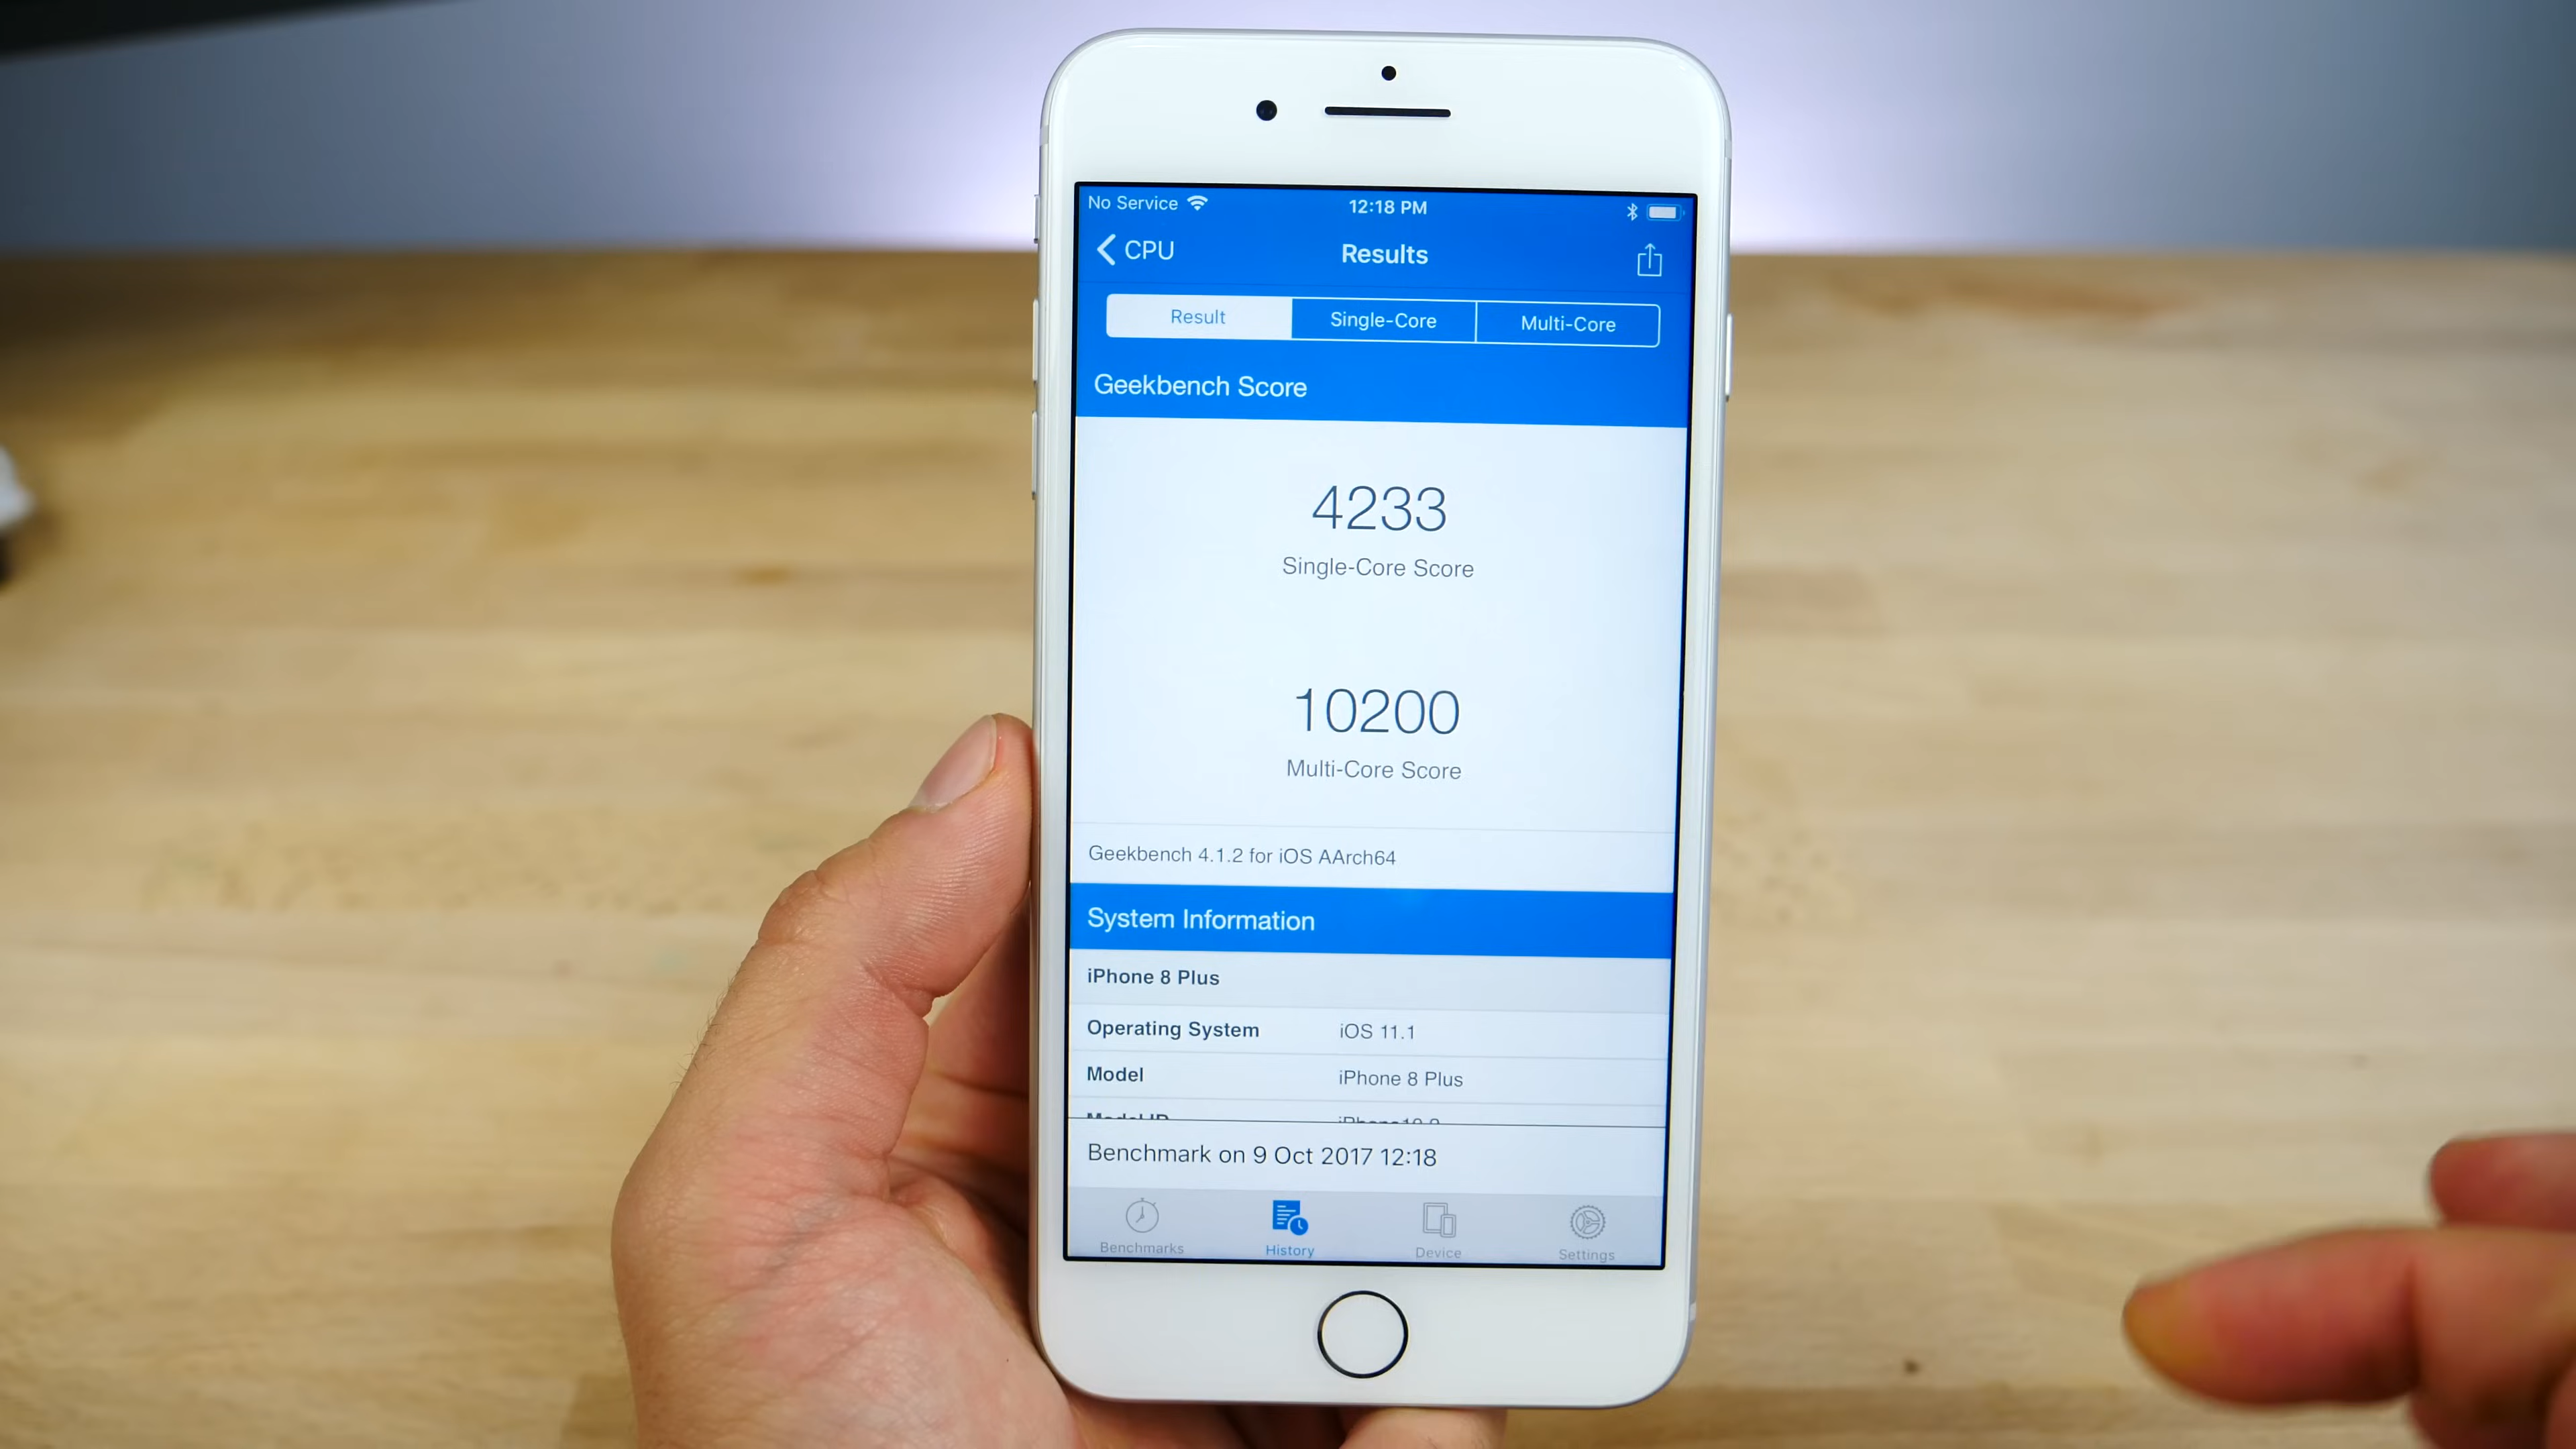 No Service 12:18 PM
CPU Results
Result Single-Core Multi-Core
Geekbench Score
4233
Single-Core Score
10200
Multi-Core Score
Geekbench 4.1.2 for iOS AArch64
System Information
iPhone 8 Plus
Operating System iOS 11.1
Model iPhone 8 Plus
Benchmark on 9 Oct 2017 12:18
Benchmarks History Device Settings